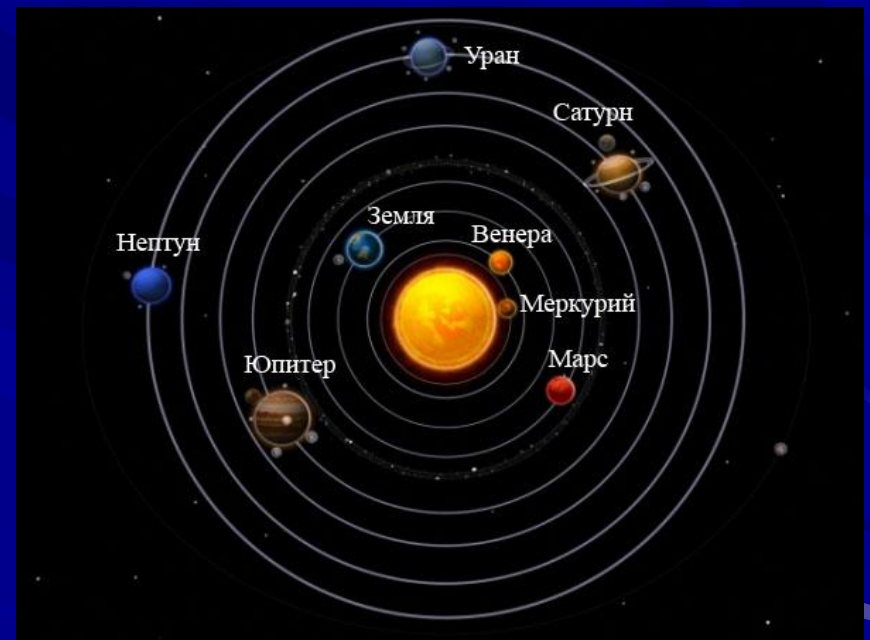 Уран
Сатурн
Земля
Венера
Нептун
Меркурий
Марс
Юпитер